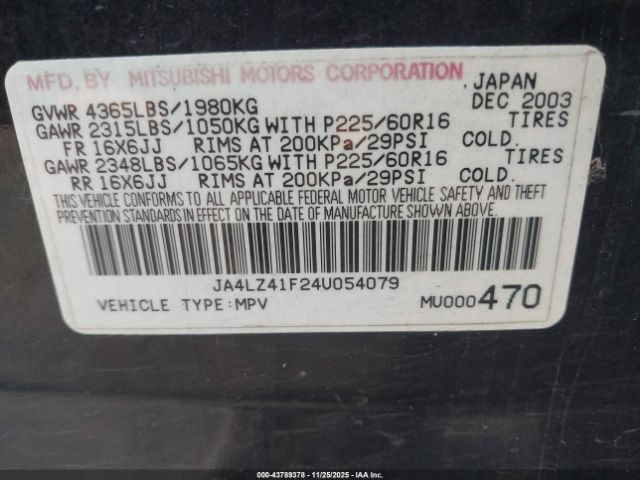 MFD. BY MITSUBISHI MOTORS CORPORATION, JAPAN
GVWR 4365LBS/1980KG DEC 2003
GAWR 2315LBS/1050KG WITH P225/60R16 TIRES
FR 16X6JJ RIMS AT 200KPa/29PSI COLD.
GAWR 2348LBS/1065KG WITH P225/60R16 TIRES
RR 16X6JJ RIMS AT 200KPa/29PSI COLD.
THIS VEHICLE CONFORMS TO ALL APPLICABLE FEDERAL MOTOR VEHICLE SAFETY AND THEFT
PREVENTION STANDARDS IN EFFECT ON THE DATE OF MANUFACTURE SHOWN ABOVE.
JA4LZ41F24U054079
VEHICLE TYPE:MPV MU000470
000-43789378 - 11/25/2025 - IAA Inc.